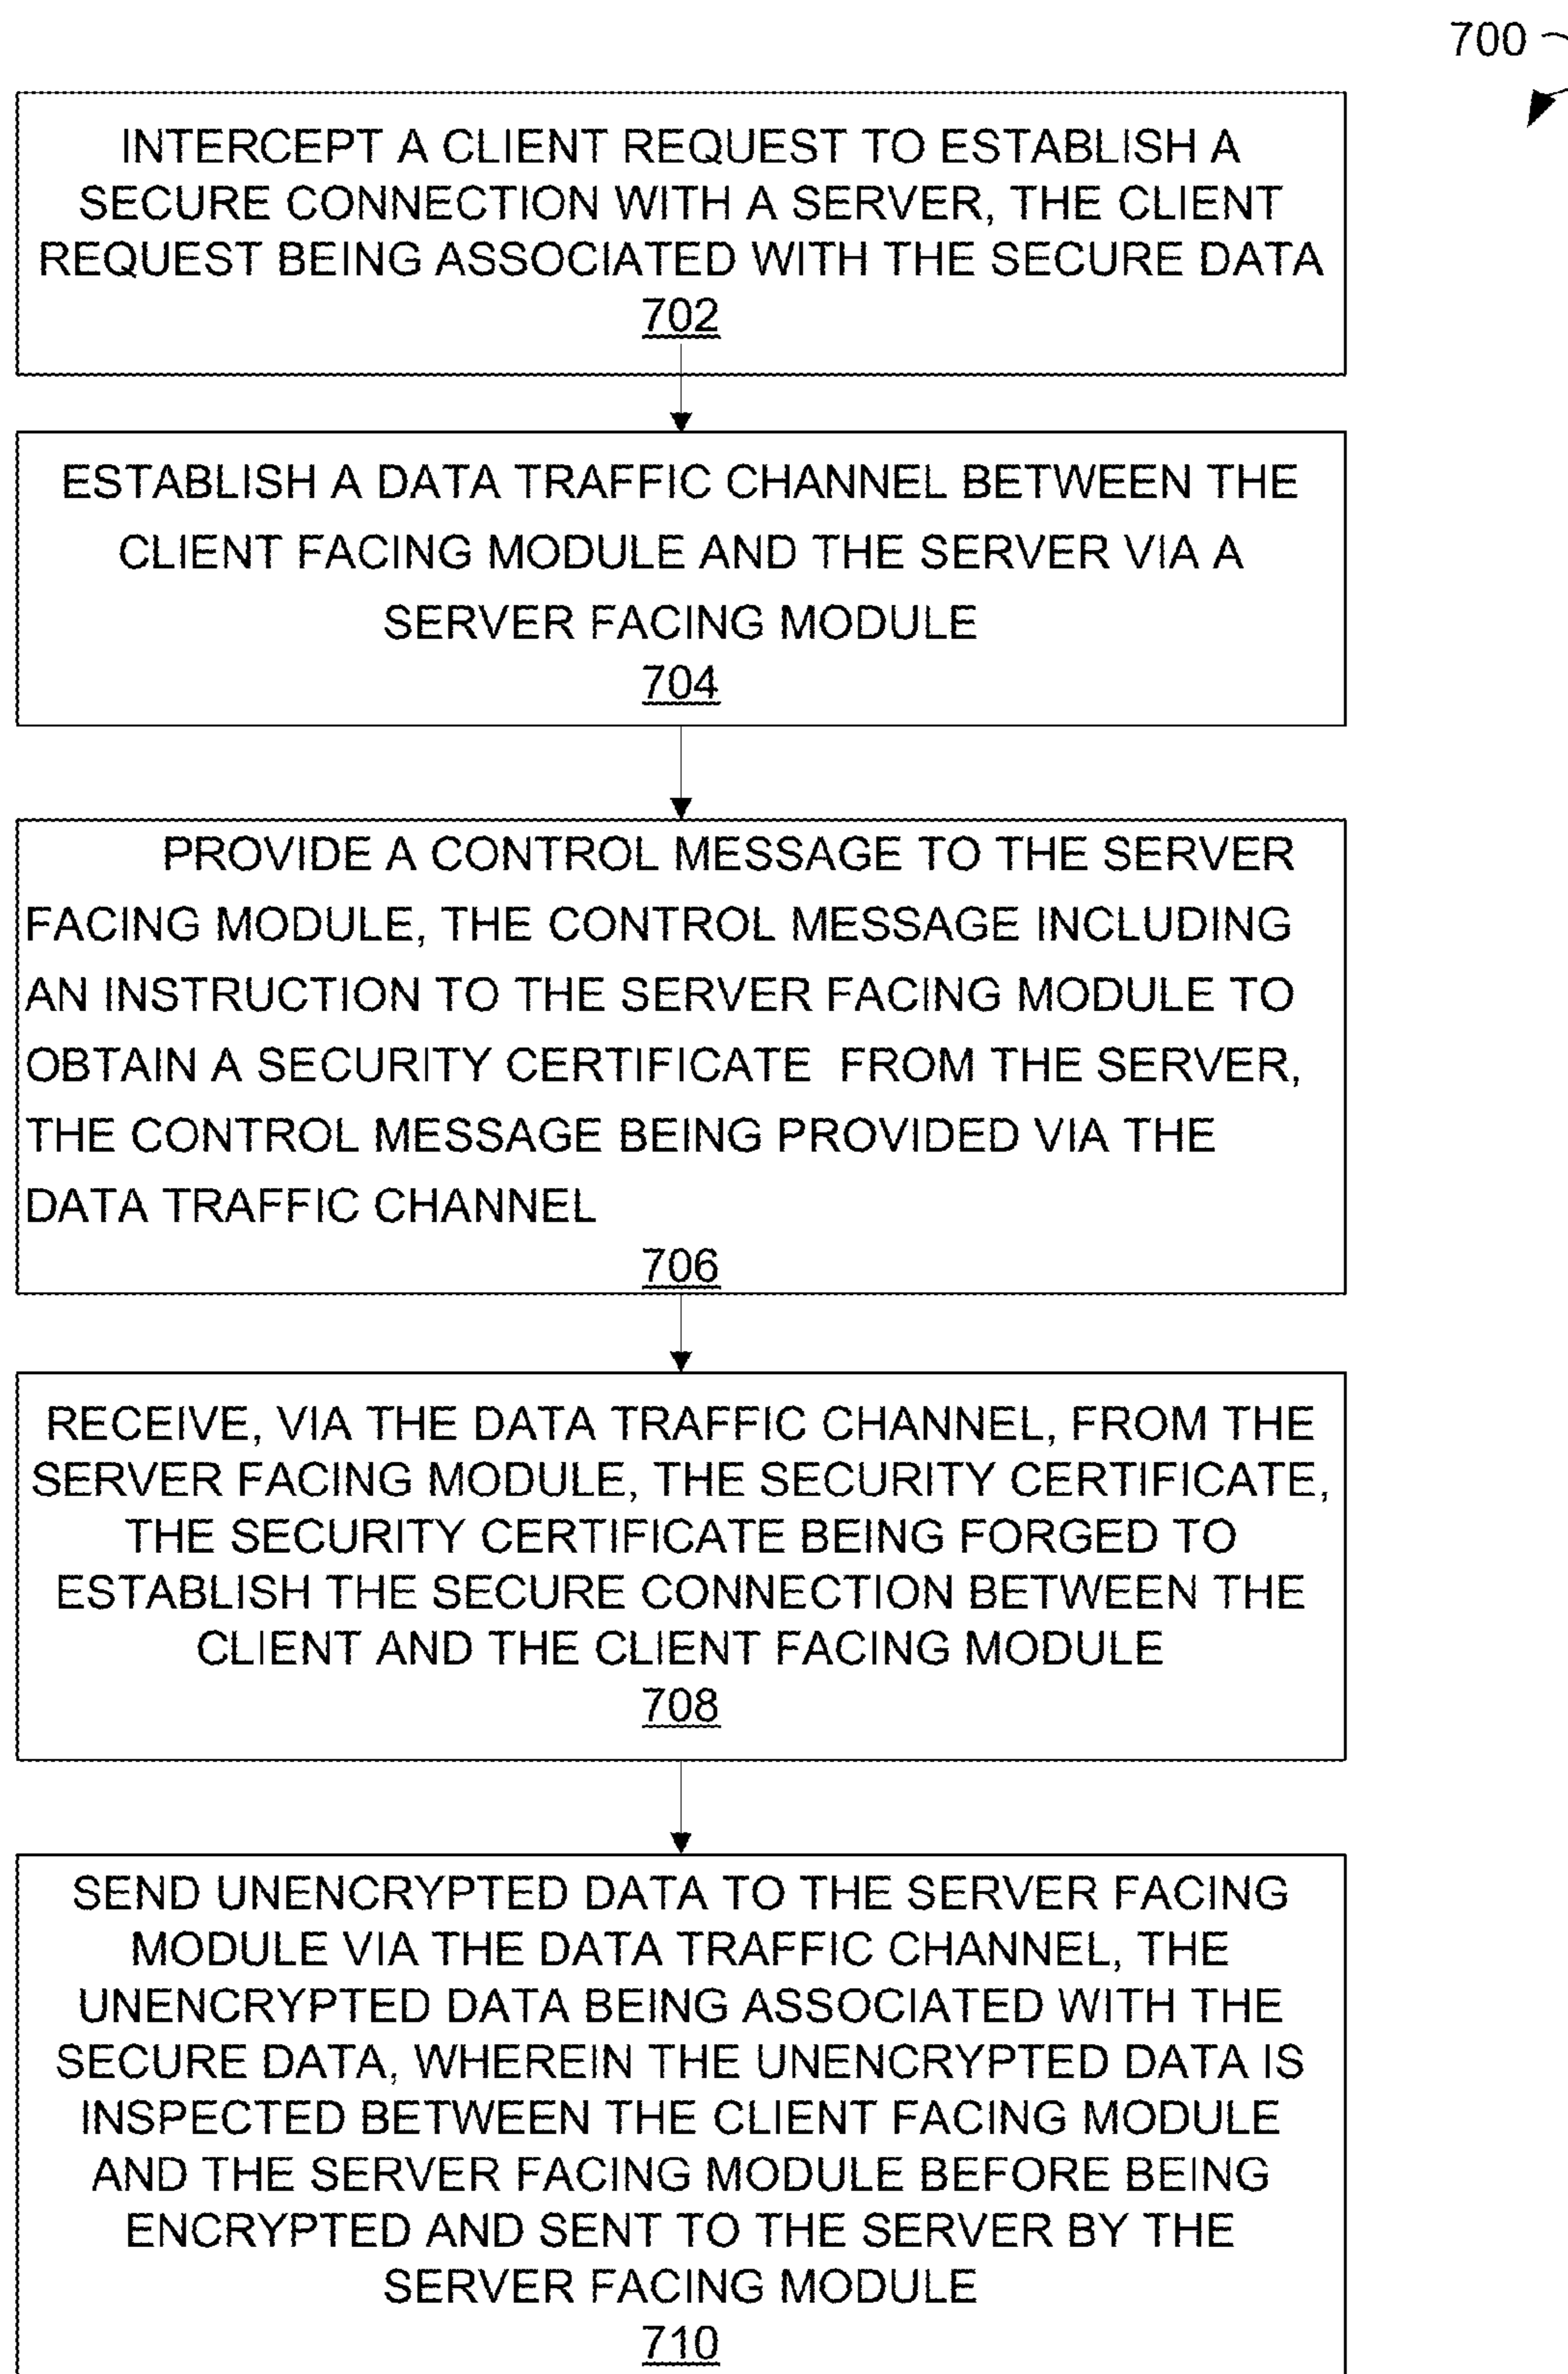 700
INTERCEPT A CLIENT REQUEST TO ESTABLISH A
SECURE CONNECTION WITH A SERVER, THE CLIENT
REQUEST BEING ASSOCIATED WITH THE SECURE DATA
702
ESTABLISH A DATA TRAFFIC CHANNEL BETWEEN THE
CLIENT FACING MODULE AND THE SERVER VIA A
SERVER FACING MODULE
704
PROVIDE A CONTROL MESSAGE TO THE SERVER
FACING MODULE, THE CONTROL MESSAGE INCLUDING
AN INSTRUCTION TO THE SERVER FACING MODULE TO
OBTAIN A SECURITY CERTIFICATE FROM THE SERVER,
THE CONTROL MESSAGE BEING PROVIDED VIA THE
DATA TRAFFIC CHANNEL
706
RECEIVE, VIA THE DATA TRAFFIC CHANNEL, FROM THE
SERVER FACING MODULE, THE SECURITY CERTIFICATE,
THE SECURITY CERTIFICATE BEING FORGED TO
ESTABLISH THE SECURE CONNECTION BETWEEN THE
CLIENT AND THE CLIENT FACING MODULE
708
SEND UNENCRYPTED DATA TO THE SERVER FACING
MODULE VIA THE DATA TRAFFIC CHANNEL, THE
UNENCRYPTED DATA BEING ASSOCIATED WITH THE
SECURE DATA, WHEREIN THE UNENCRYPTED DATA IS
INSPECTED BETWEEN THE CLIENT FACING MODULE
AND THE SERVER FACING MODULE BEFORE BEING
ENCRYPTED AND SENT TO THE SERVER BY THE
SERVER FACING MODULE
710